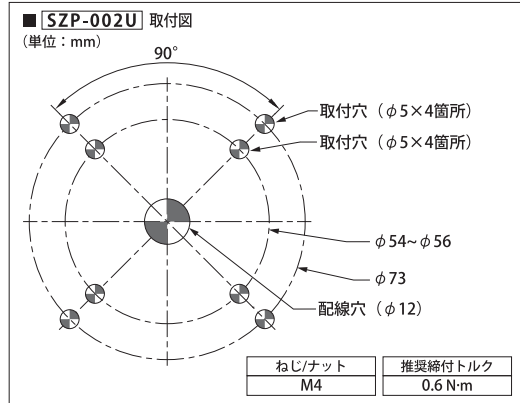 ■ SZP-002U 取付図
(単位：mm)
90°
取付穴（φ5×4箇所）
取付穴（φ5×4箇所）
φ54~φ56
φ73
配線穴（φ12）
ねじ/ナット 推奨締付トルク
M4 0.6 N·m